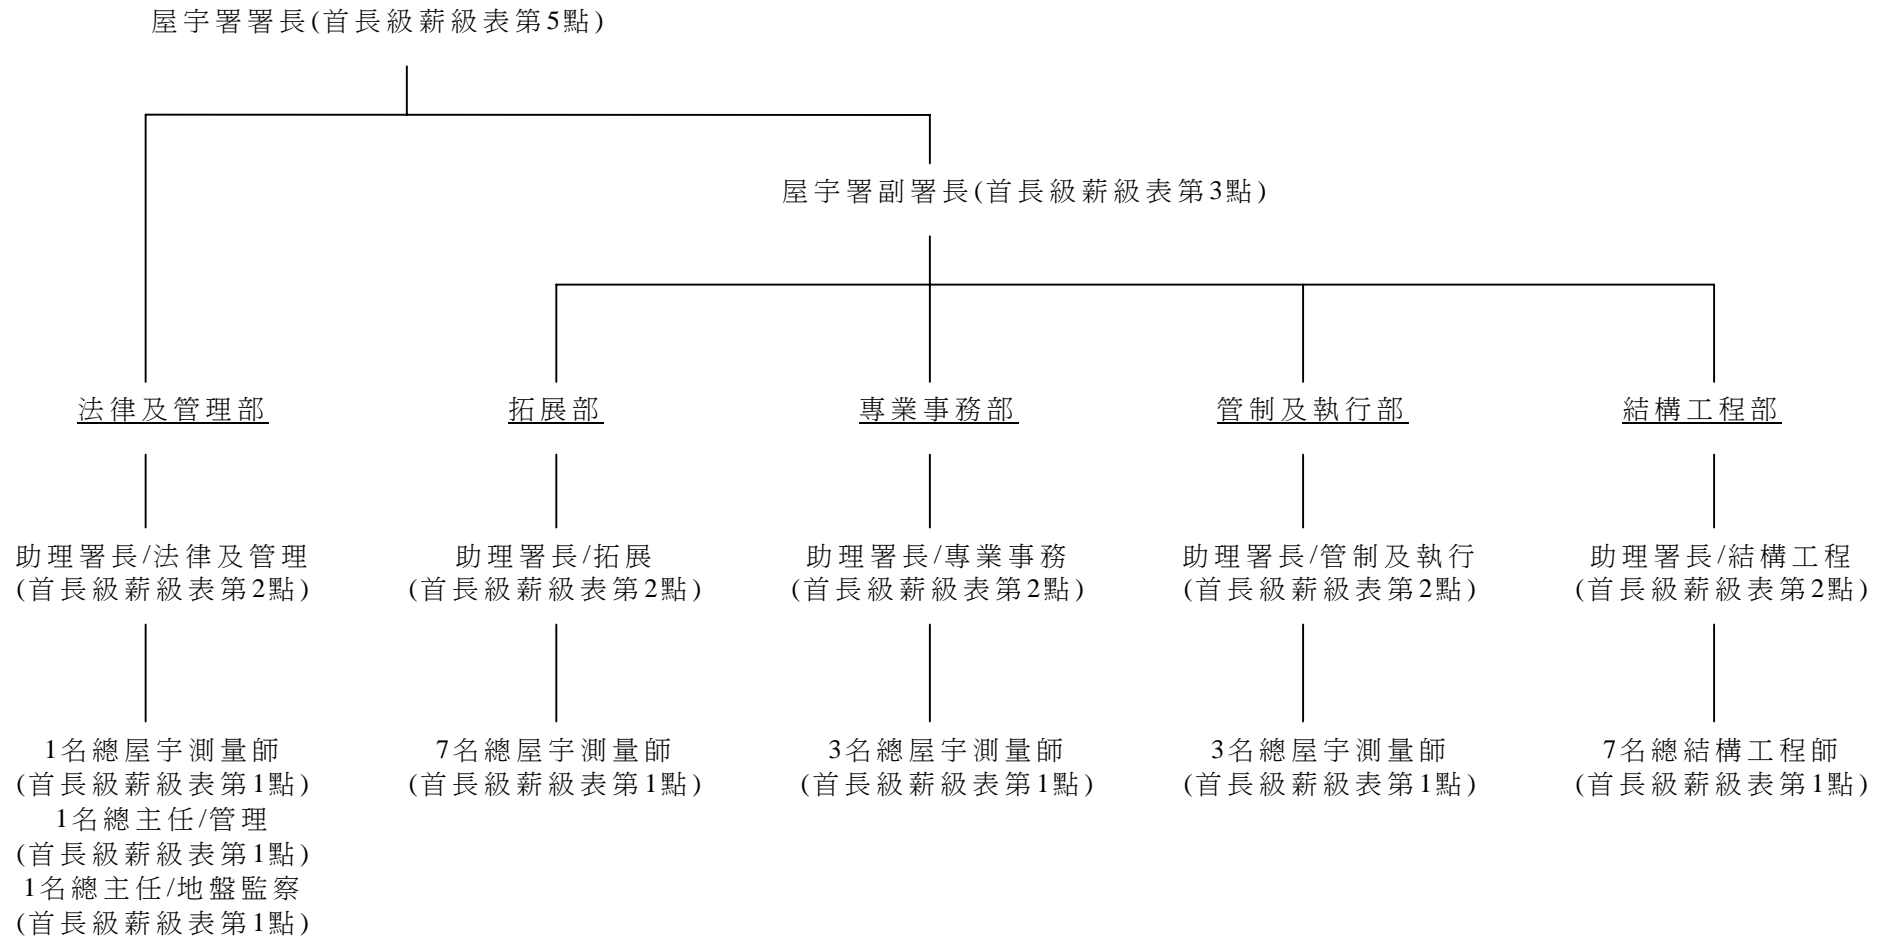 屋宇署署長(首長級薪級表第5點)
屋宇署副署長(首長級薪級表第3點)
法律及管理部
拓展部
專業事務部
管制及執行部
結構工程部
助理署長/法律及管理
(首長級薪級表第2點)
助理署長/拓展
(首長級薪級表第2點)
助理署長/專業事務
(首長級薪級表第2點)
助理署長/管制及執行
(首長級薪級表第2點)
助理署長/結構工程
(首長級薪級表第2點)
1名總屋宇測量師
(首長級薪級表第1點)
1名總主任/管理
(首長級薪級表第1點)
1名總主任/地盤監察
(首長級薪級表第1點)
7名總屋宇測量師
(首長級薪級表第1點)
3名總屋宇測量師
(首長級薪級表第1點)
3名總屋宇測量師
(首長級薪級表第1點)
7名總結構工程師
(首長級薪級表第1點)